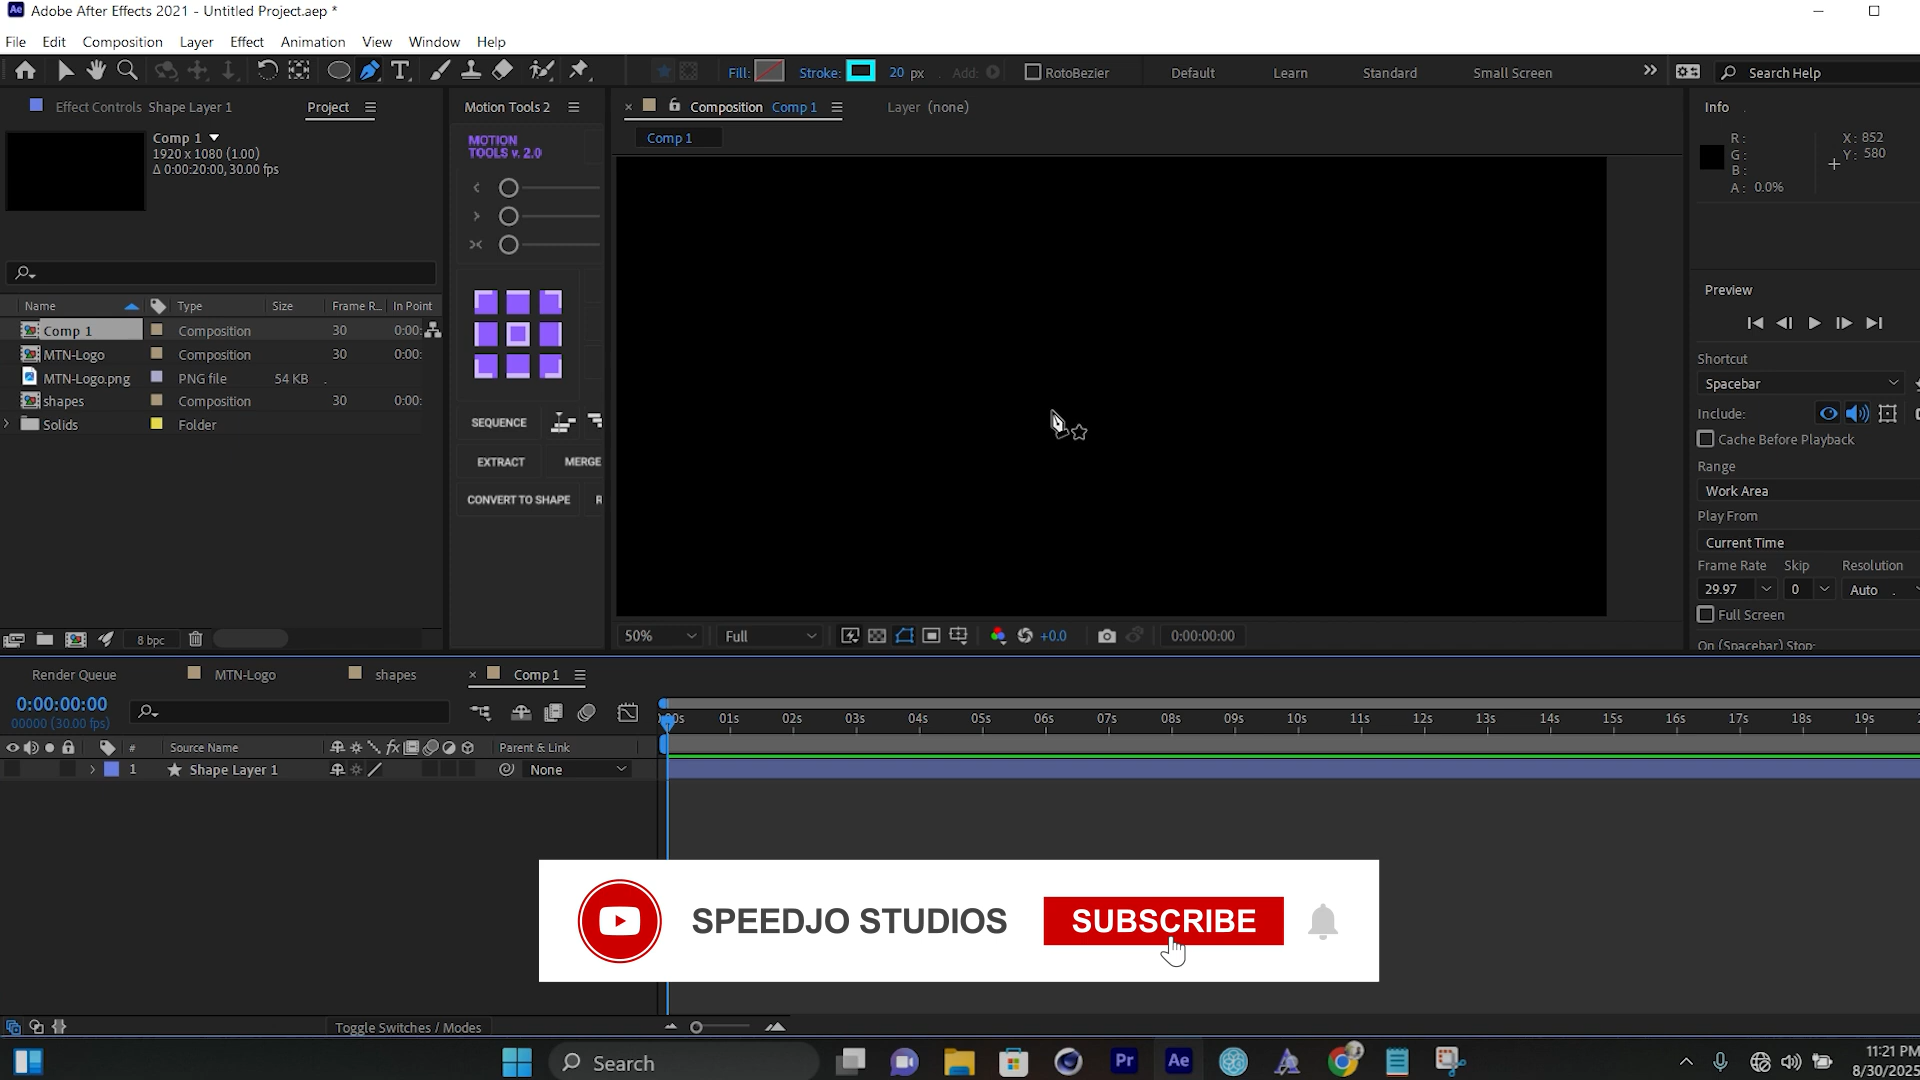 Adobe After Effects 2021 - Untitled Project.aep *
File Edit Composition Layer Effect Animation View Window Help
Fill: Stroke: 20 px Add: RotoBezier Default Learn Standard Small Screen Search Help
Effect Controls Shape Layer 1 Project
Comp 1
1920 x 1080 (1.00)
Δ 0:00:20:00, 30.00 fps
Name Type Size Frame R... In Point
Comp 1 Composition 30 0:00:
MTN-Logo Composition 30 0:00:
MTN-Logo.png PNG file 54 KB
shapes Composition 30 0:00:
Solids Folder
8 bpc
Motion Tools 2
MOTION
TOOLS v. 2.0
SEQUENCE
EXTRACT MERGE
CONVERT TO SHAPE R
Composition Comp 1 Layer (none)
Comp 1
50% Full +0.0 0:00:00:00
Info
R:
G:
B:
A: 0.0%
X: 852
Y: 580
Preview
Shortcut
Spacebar
Include:
Cache Before Playback
Range
Work Area
Play From
Current Time
Frame Rate Skip Resolution
29.97 0 Auto
Full Screen
On (Spacebar) Stop:
Render Queue MTN-Logo shapes Comp 1
0:00:00:00
00000 (30.00 fps)
# Source Name fx Parent & Link
1 Shape Layer 1 None
00s 01s 02s 03s 04s 05s 06s 07s 08s 09s 10s 11s 12s 13s 14s 15s 16s 17s 18s 19s
SPEEDJO STUDIOS SUBSCRIBE
Toggle Switches / Modes
Search
Pr Ae
11:21 PM
8/30/2025